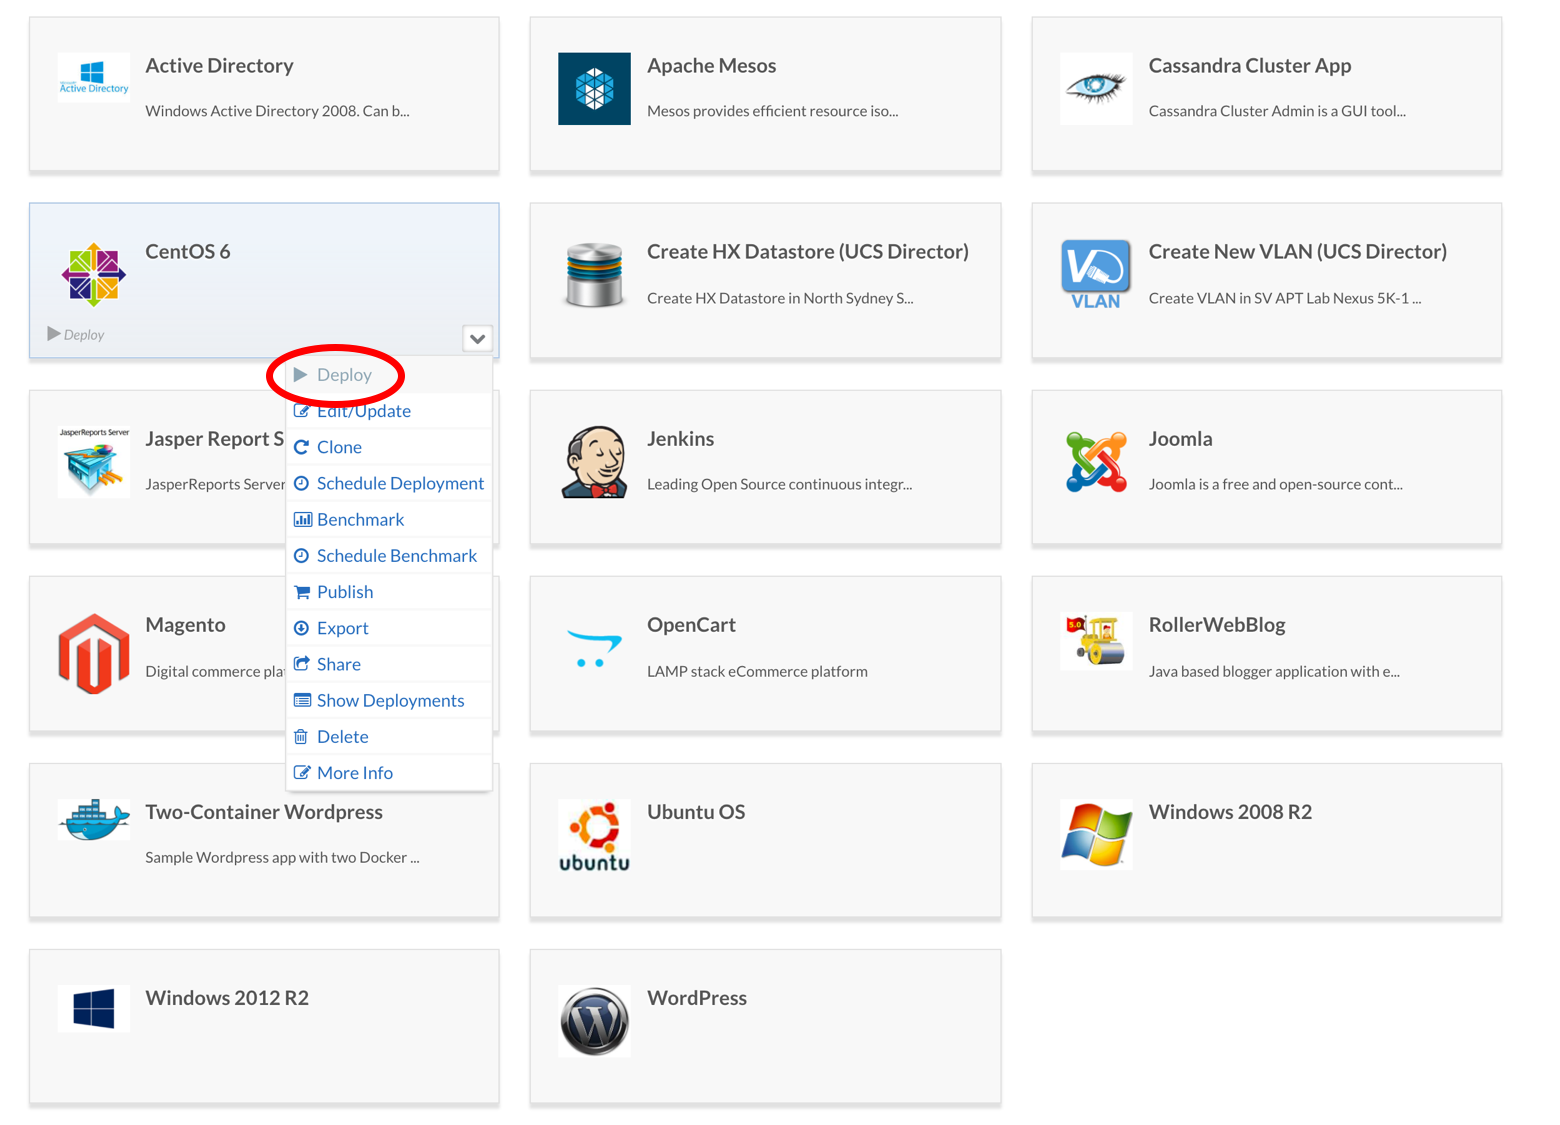 Active Directory
Active Directory
Windows Active Directory 2008. Can b...
Apache Mesos
Mesos provides efficient resource iso...
Cassandra Cluster App
Cassandra Cluster Admin is a GUI tool...
CentOS 6
Deploy
Create HX Datastore (UCS Director)
Create HX Datastore in North Sydney S...
VLAN
Create New VLAN (UCS Director)
Create VLAN in SV APT Lab Nexus 5K-1 ...
Deploy
Edit/Update
Clone
Schedule Deployment
Benchmark
Schedule Benchmark
Publish
Export
Share
Show Deployments
Delete
More Info
JasperReports Server
Jasper Report S
JasperReports Server
Jenkins
Leading Open Source continuous integr...
Joomla
Joomla is a free and open-source cont...
Magento
Digital commerce pla
OpenCart
LAMP stack eCommerce platform
5.0
RollerWebBlog
Java based blogger application with e...
Two-Container Wordpress
Sample Wordpress app with two Docker ...
ubuntu
Ubuntu OS
Windows 2008 R2
Windows 2012 R2
W
WordPress